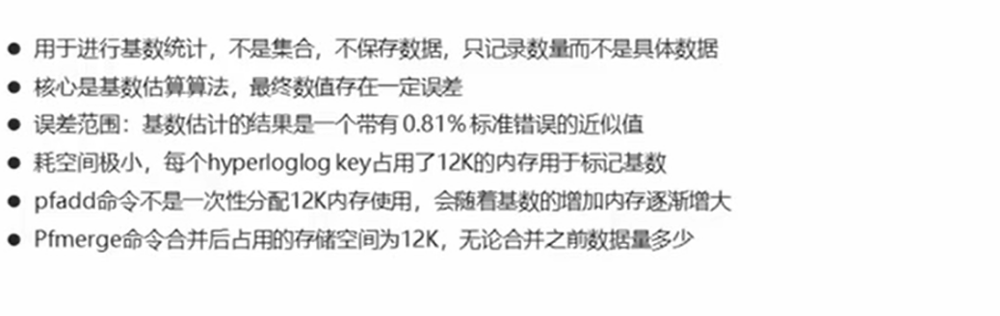 ● 用于进行基数统计，不是集合，不保存数据，只记录数量而不是具体数据
● 核心是基数估算算法，最终数值存在一定误差
● 误差范围：基数估计的结果是一个带有 0.81% 标准错误的近似值
● 耗空间极小，每个hyperloglog key占用了12K的内存用于标记基数
● pfadd命令不是一次性分配12K内存使用，会随着基数的增加内存逐渐增大
● Pfmerge命令合并后占用的存储空间为12K，无论合并之前数据量多少